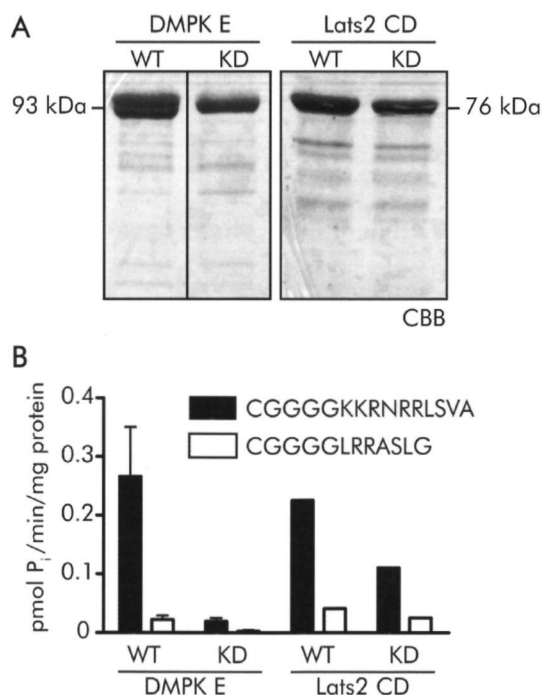 A
DMPK E Lats2 CD
WT KD WT KD
93 kDa 76 kDa
CBB
B
pmol Pi/min/mg protein
0.4
0.3
0.2
0.1
0
CGGGGKKRNRRLSVA
CGGGGLRRASLG
WT KD WT KD
DMPK E Lats2 CD